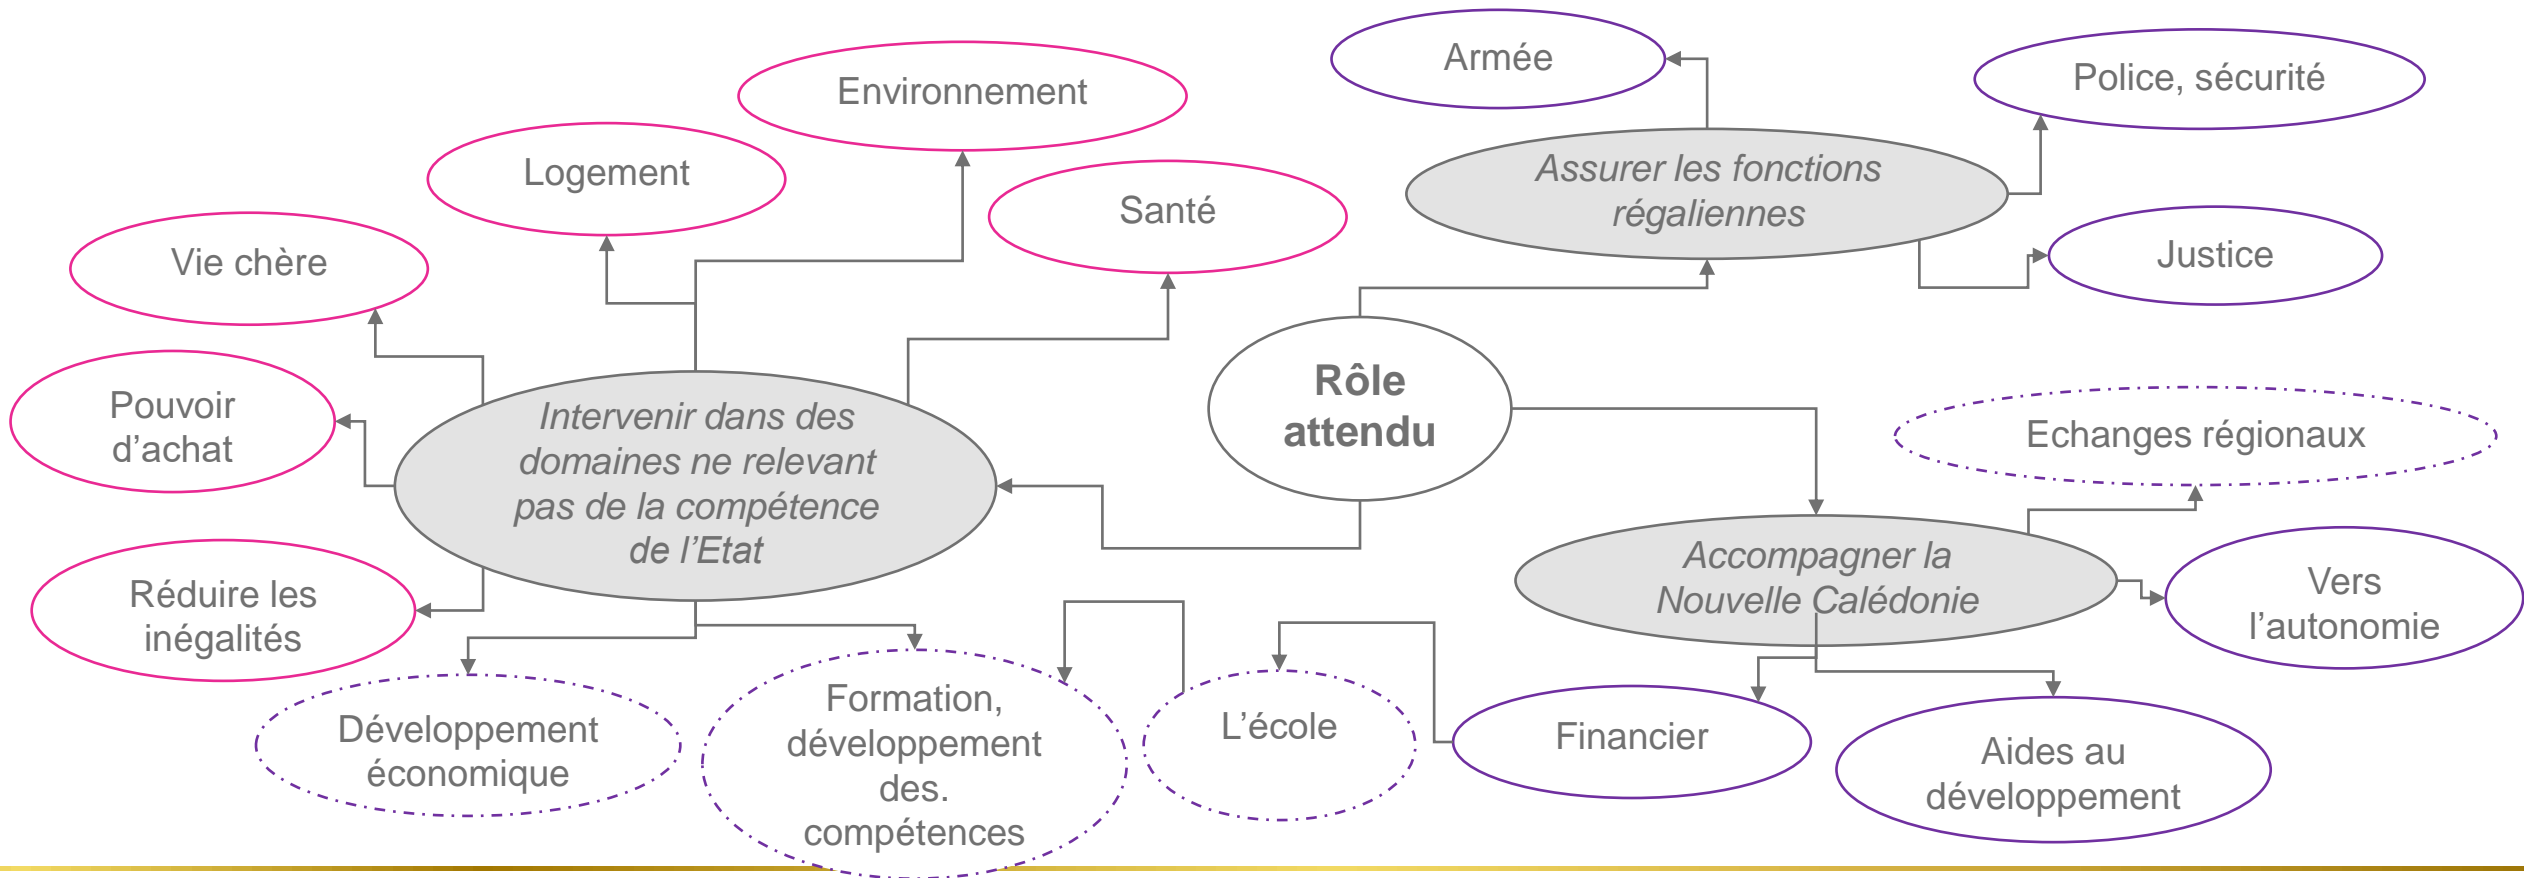 Armée
Environnement
Police, sécurité
Logement
Assurer les fonctions
régaliennes
Santé
Vie chère
Justice
Rôle
attendu
Pouvoir
d’achat
Intervenir dans des
domaines ne relevant
pas de la compétence
de l’Etat
Echanges régionaux
Accompagner la
Nouvelle Calédonie
Vers
l’autonomie
Réduire les
inégalités
Développement
économique
Formation,
développement
des.
compétences
L’école
Financier
Aides au
développement